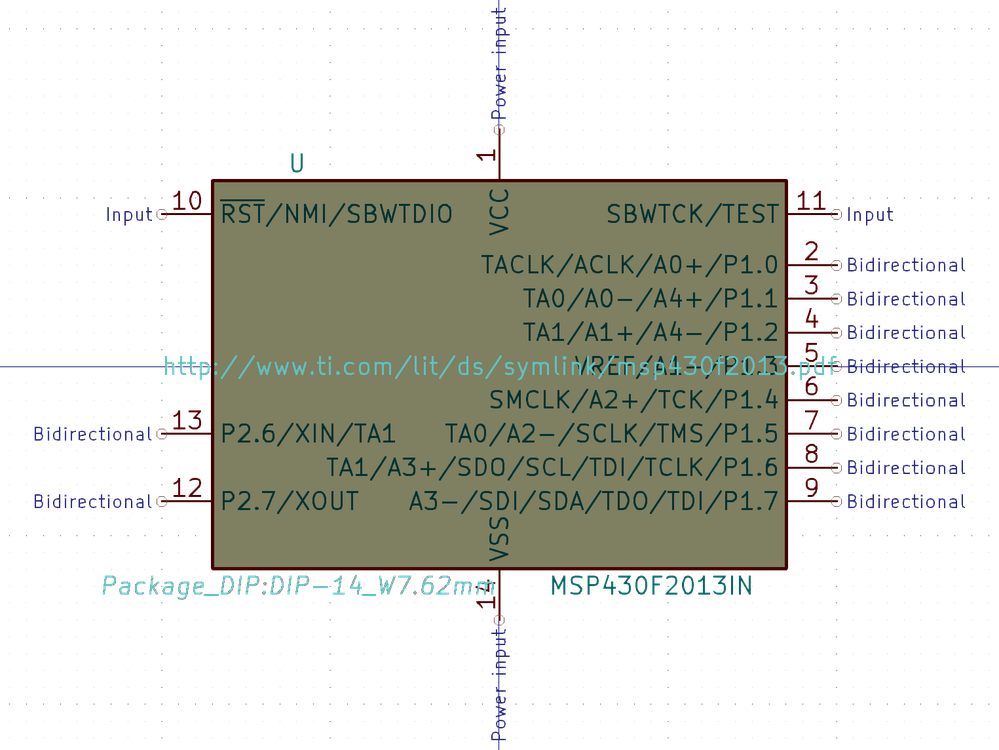 Power input
1
U
10
11
Input
RST/NMI/SBWTDIO
VCC
SBWTCK/TEST
Input
2
TACLK/ACLK/A0+/P1.0
Bidirectional
3
TA0/A0-/A4+/P1.1
Bidirectional
4
TA1/A1+/A4-/P1.2
Bidirectional
5
http://www.ti.com/lit/ds/symlink/msp430f2013.pdf
VREF/A1-/P1.3
Bidirectional
6
SMCLK/A2+/TCK/P1.4
Bidirectional
13
7
Bidirectional
P2.6/XIN/TA1
TA0/A2-/SCLK/TMS/P1.5
Bidirectional
8
TA1/A3+/SDO/SCL/TDI/TCLK/P1.6
Bidirectional
12
9
Bidirectional
P2.7/XOUT
A3-/SDI/SDA/TDO/TDI/P1.7
Bidirectional
VSS
Package_DIP:DIP-14_W7.62mm
14
MSP430F2013IN
Power input